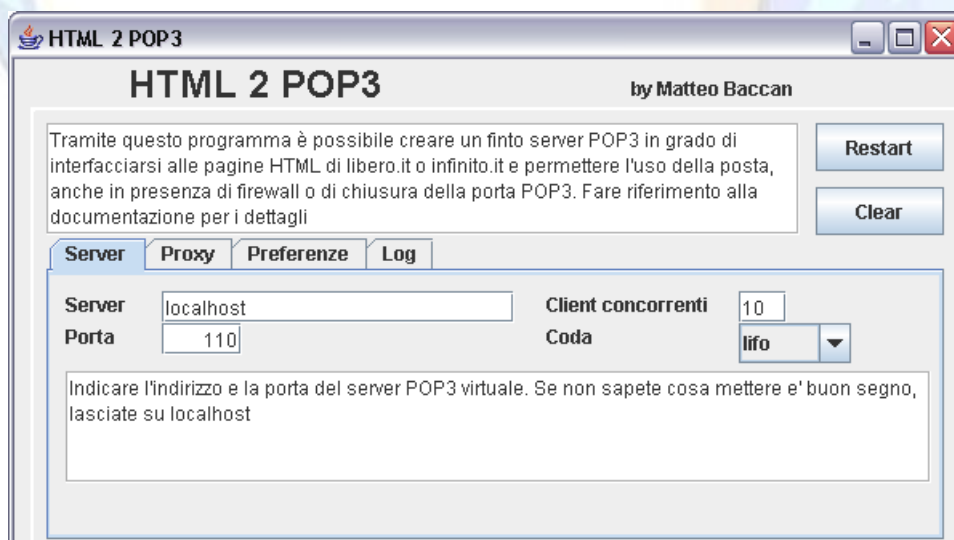 HTML 2 POP3
HTML 2 POP3
by Matteo Baccan
Tramite questo programma è possibile creare un finto server POP3 in grado di
interfacciarsi alle pagine HTML di libero.it o infinito.it e permettere l'uso della posta,
anche in presenza di firewall o di chiusura della porta POP3. Fare riferimento alla
documentazione per i dettagli
Restart
Clear
Server Proxy Preferenze Log
Server localhost Client concorrenti 10
Porta 110 Coda lifo
Indicare l'indirizzo e la porta del server POP3 virtuale. Se non sapete cosa mettere e' buon segno,
lasciate su localhost